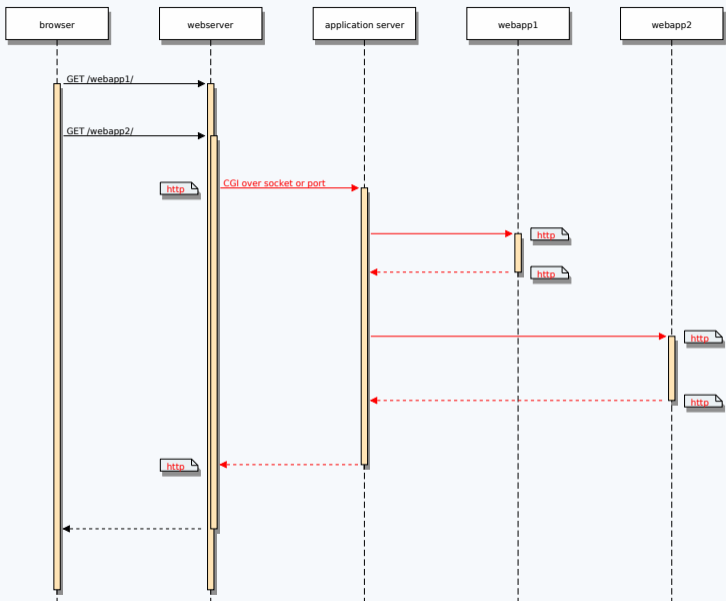 browser
webserver
application server
webapp1
webapp2
GET /webapp1/
GET /webapp2/
http
CGI over socket or port
http
http
http
http
http